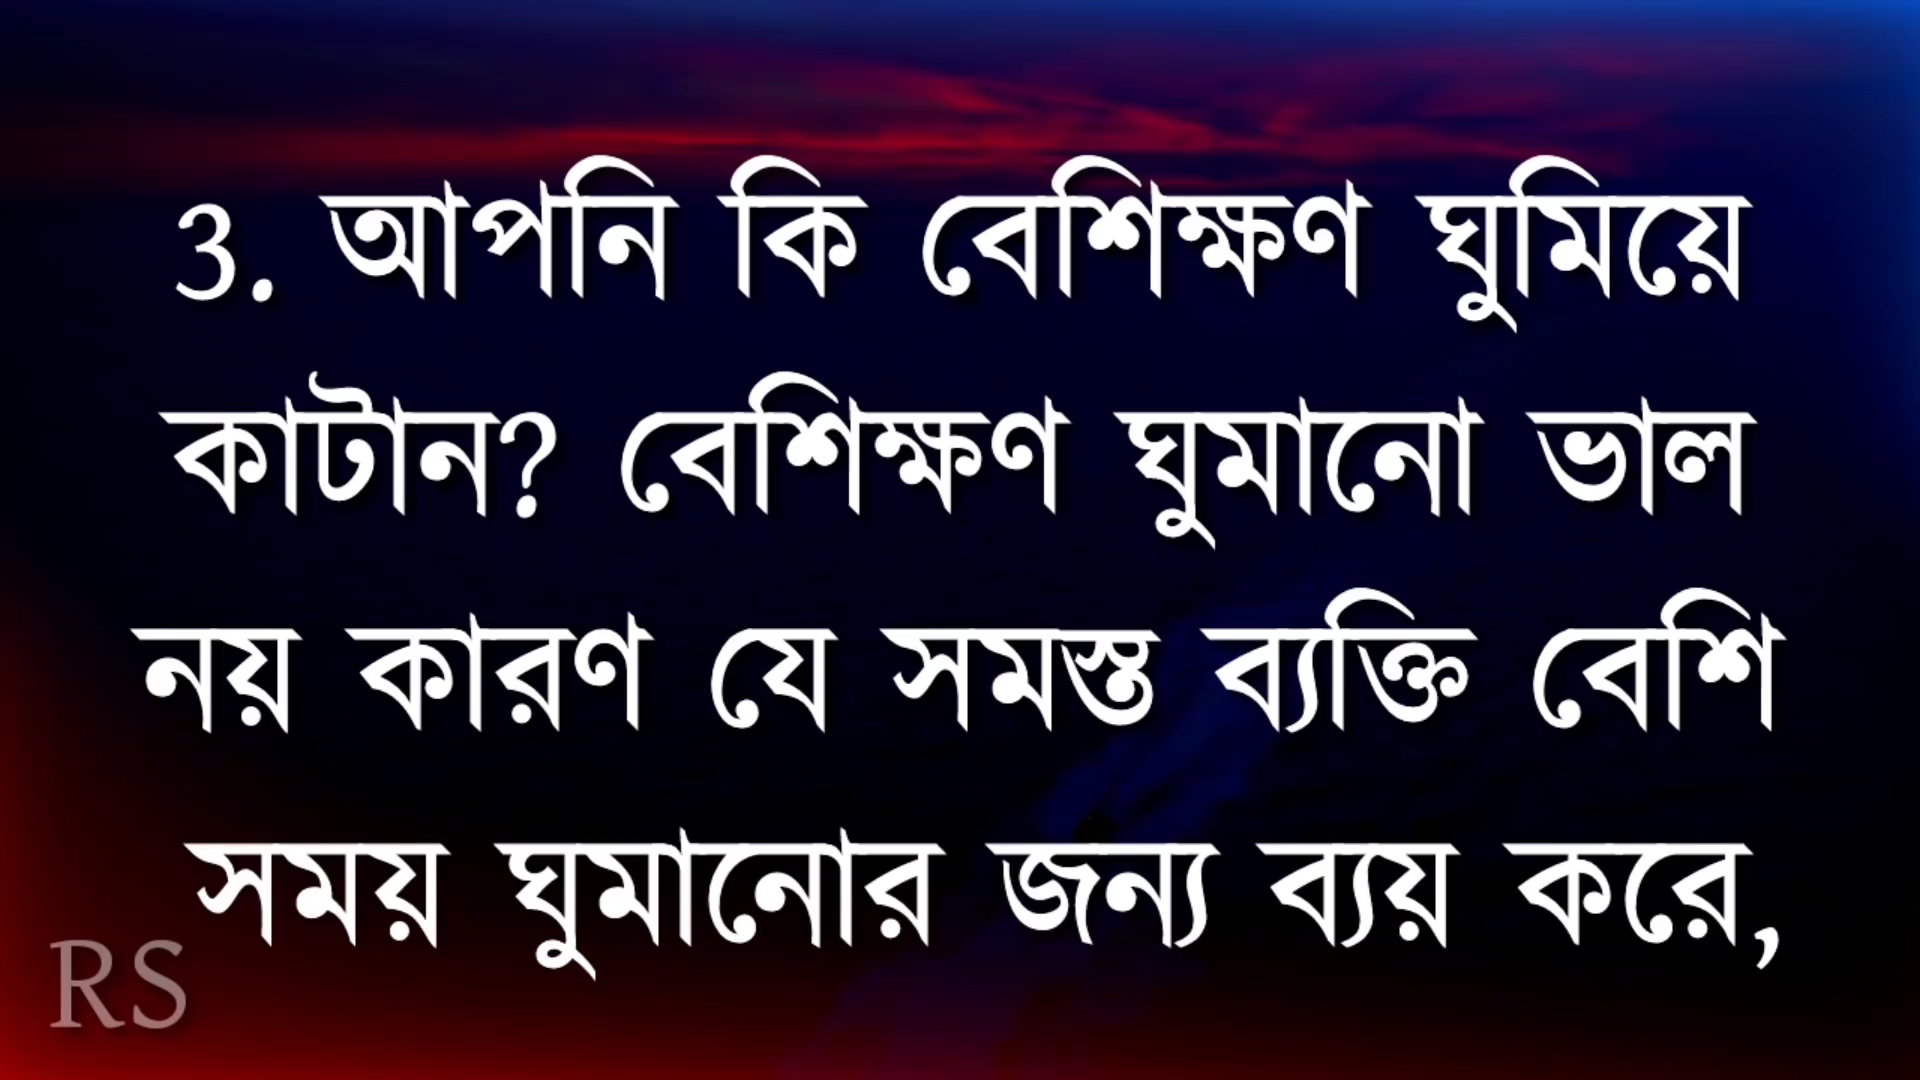 3. আপনি কি বেশিক্ষণ ঘুমিয়ে
কাটান? বেশিক্ষণ ঘুমানো ভাল
নয় কারণ যে সমস্ত ব্যক্তি বেশি
সময় ঘুমানোর জন্য ব্যয় করে,
RS